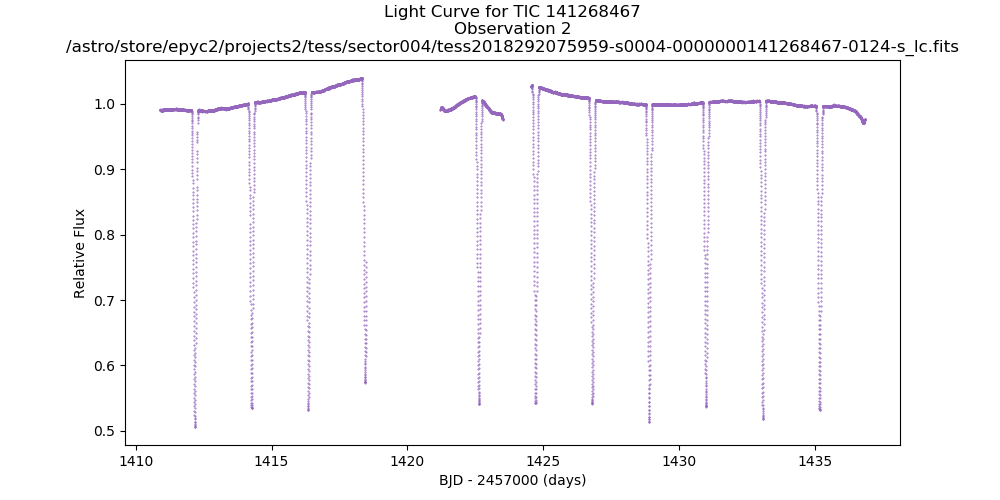 Light Curve for TIC 141268467
Observation 2
/astro/store/epyc2/projects2/tess/sector004/tess2018292075959-s0004-0000000141268467-0124-s_lc.fits
1.0
0.9
0.8
0.7
0.6
0.5
Relative Flux
1410 1415 1420 1425 1430 1435
BJD - 2457000 (days)